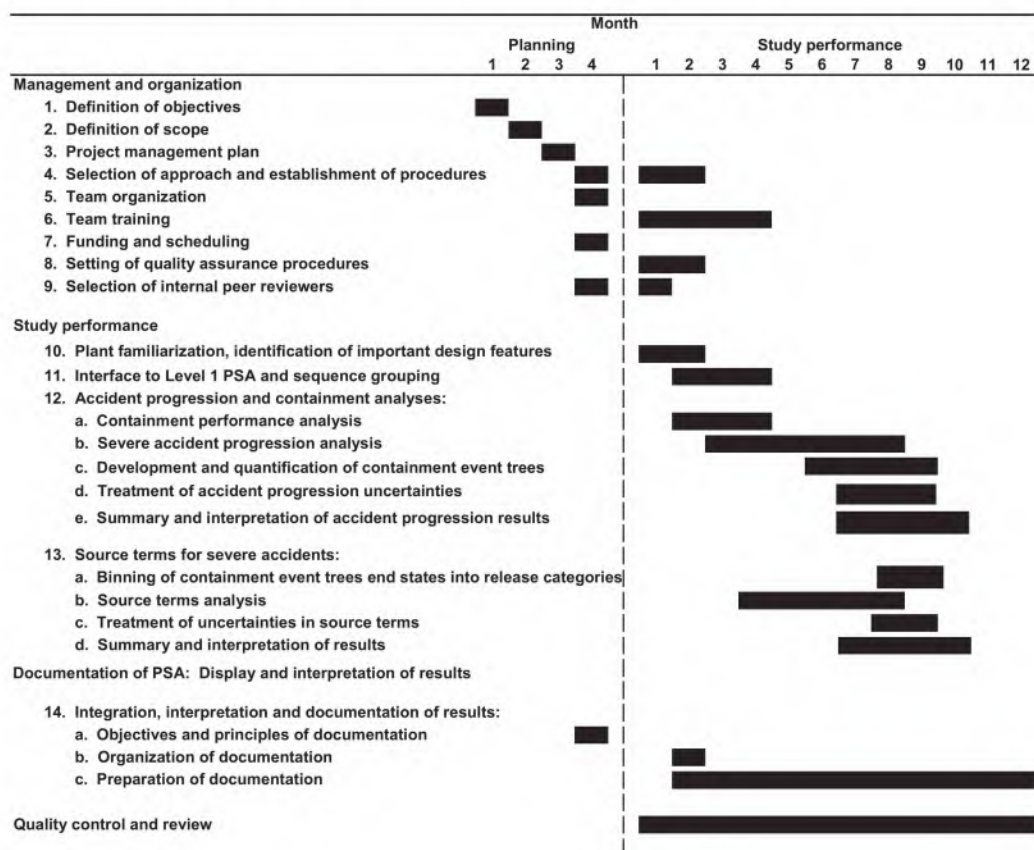 Month
Planning Study performance
1 2 3 4 1 2 3 4 5 6 7 8 9 10 11 12
Management and organization
1. Definition of objectives
2. Definition of scope
3. Project management plan
4. Selection of approach and establishment of procedures
5. Team organization
6. Team training
7. Funding and scheduling
8. Setting of quality assurance procedures
9. Selection of internal peer reviewers
Study performance
10. Plant familiarization, identification of important design features
11. Interface to Level 1 PSA and sequence grouping
12. Accident progression and containment analyses:
a. Containment performance analysis
b. Severe accident progression analysis
c. Development and quantification of containment event trees
d. Treatment of accident progression uncertainties
e. Summary and interpretation of accident progression results
13. Source terms for severe accidents:
a. Binning of containment event trees end states into release categories
b. Source terms analysis
c. Treatment of uncertainties in source terms
d. Summary and interpretation of results
Documentation of PSA: Display and interpretation of results
14. Integration, interpretation and documentation of results:
a. Objectives and principles of documentation
b. Organization of documentation
c. Preparation of documentation
Quality control and review